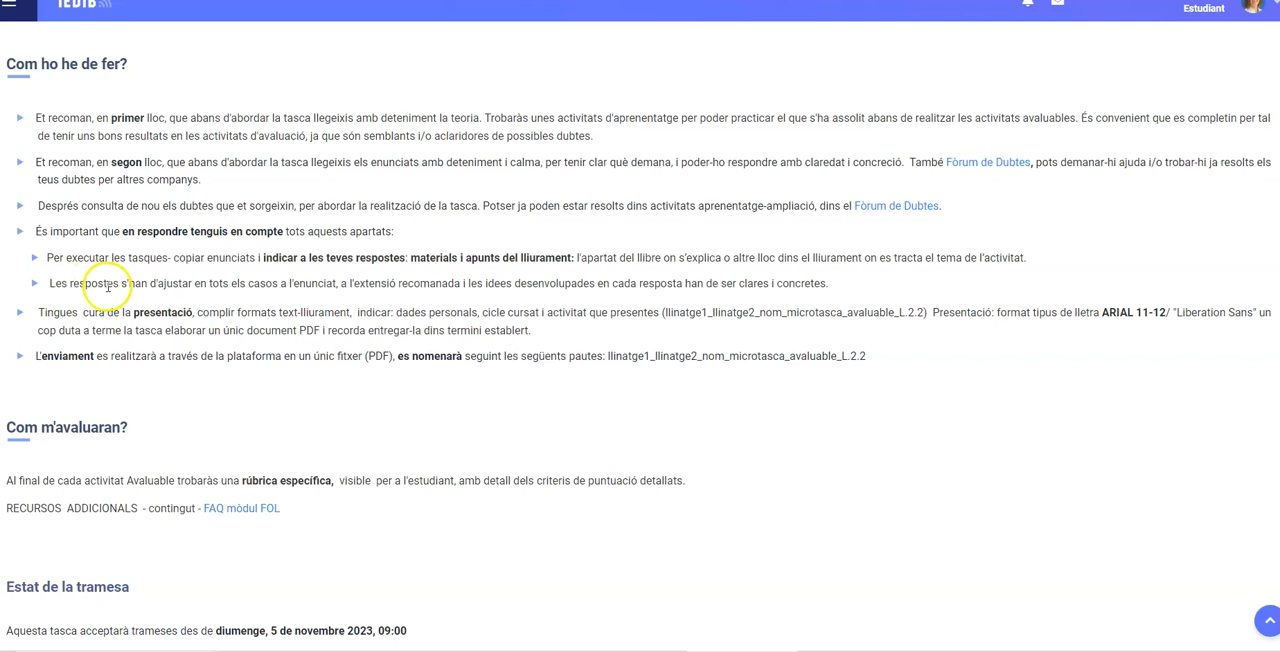 IEDIB
Estudiant
Com ho he de fer?
Et recoman, en primer lloc, que abans d'abordar la tasca llegeixis amb deteniment la teoria. Trobaràs unes activitats d'aprenentatge per poder practicar el que s'ha assolit abans de realitzar les activitats avaluables. És convenient que es completin per tal
de tenir uns bons resultats en les activitats d'avaluació, ja que són semblants i/o aclaridores de possibles dubtes.
Et recoman, en segon lloc, que abans d'abordar la tasca llegeixis els enunciats amb deteniment i calma, per tenir clar què demana, i poder-ho respondre amb claredat i concreció. També Fòrum de Dubtes, pots demanar-hi ajuda i/o trobar-hi ja resolts els
teus dubtes per altres companys.
Després consulta de nou els dubtes que et sorgeixin, per abordar la realització de la tasca. Potser ja poden estar resolts dins activitats aprenentatge-ampliació, dins el Fòrum de Dubtes.
És important que en respondre tenguis en compte tots aquests apartats:
Per executar les tasques- copiar enunciats i indicar a les teves respostes: materials i apunts del lliurament: l'apartat del llibre on s'explica o altre lloc dins el lliurament on es tracta el tema de l'activitat.
Les respostes s'han d'ajustar en tots els casos a l'enunciat, a l'extensió recomanada i les idees desenvolupades en cada resposta han de ser clares i concretes.
Tingues cura de la presentació, complir formats text-lliurament, indicar: dades personals, cicle cursat i activitat que presentes (llinatge1_llinatge2_nom_microtasca_avaluable_L.2.2) Presentació: format tipus de lletra ARIAL 11-12/ "Liberation Sans" un
cop duta a terme la tasca elaborar un únic document PDF i recorda entregar-la dins termini establert.
L'enviament es realitzarà a través de la plataforma en un únic fitxer (PDF), es nomenarà seguint les següents pautes: llinatge1_llinatge2_nom_microtasca_avaluable_L.2.2
Com m'avaluaran?
Al final de cada activitat Avaluable trobaràs una rúbrica específica, visible per a l'estudiant, amb detall dels criteris de puntuació detallats.
RECURSOS ADDICIONALS - contingut - FAQ mòdul FOL
Estat de la tramesa
Aquesta tasca acceptarà trameses des de diumenge, 5 de novembre 2023, 09:00